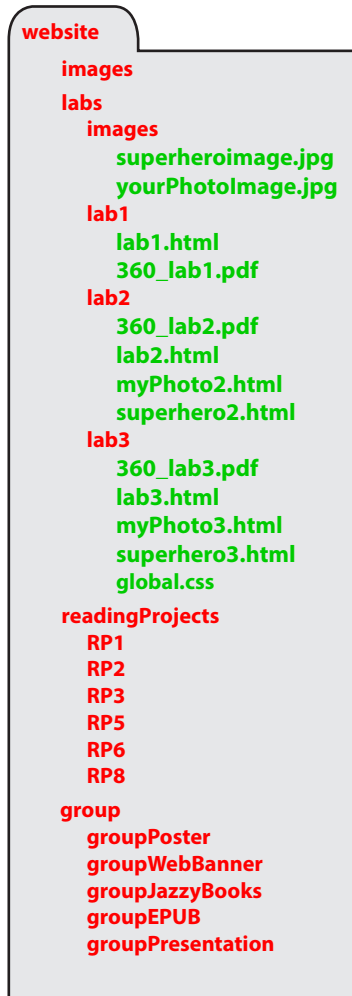 website
images
labs
images
superheroimage.jpg
yourPhotoImage.jpg
lab1
lab1.html
360_lab1.pdf
lab2
360_lab2.pdf
lab2.html
myPhoto2.html
superhero2.html
lab3
360_lab3.pdf
lab3.html
myPhoto3.html
superhero3.html
global.css
readingProjects
RP1
RP2
RP3
RP5
RP6
RP8
group
groupPoster
groupWebBanner
groupJazzyBooks
groupEPUB
groupPresentation